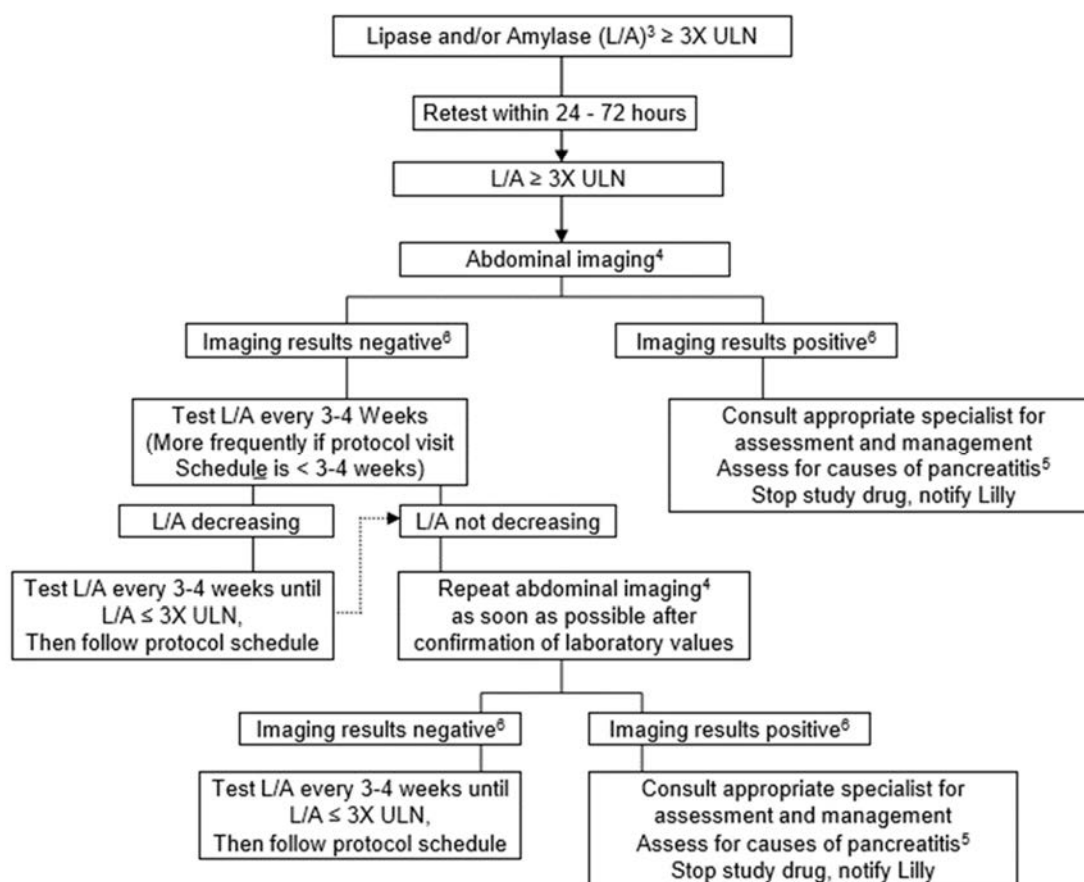 Lipase and/or Amylase (L/A)³ ≥ 3X ULN
Retest within 24 - 72 hours
L/A ≥ 3X ULN
Abdominal imaging⁴
Imaging results negative⁶
Imaging results positive⁶
Test L/A every 3-4 Weeks
(More frequently if protocol visit
Schedule is < 3-4 weeks)
Consult appropriate specialist for
assessment and management
Assess for causes of pancreatitis⁵
Stop study drug, notify Lilly
L/A decreasing
L/A not decreasing
Test L/A every 3-4 weeks until
L/A ≤ 3X ULN,
Then follow protocol schedule
Repeat abdominal imaging⁴
as soon as possible after
confirmation of laboratory values
Imaging results negative⁶
Imaging results positive⁶
Test L/A every 3-4 weeks until
L/A ≤ 3X ULN,
Then follow protocol schedule
Consult appropriate specialist for
assessment and management
Assess for causes of pancreatitis⁵
Stop study drug, notify Lilly